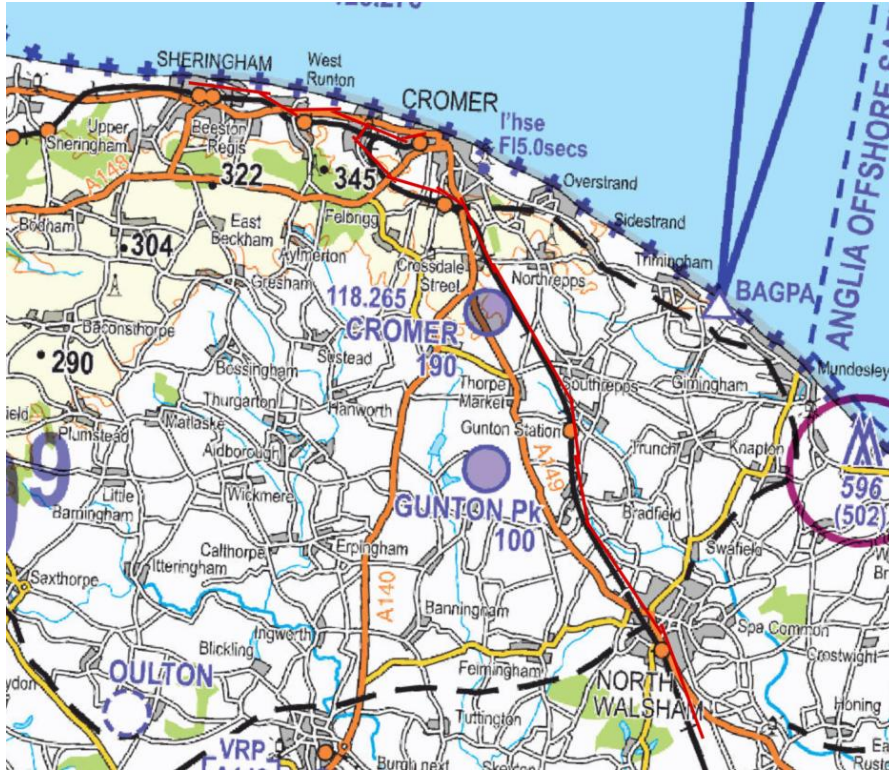 SHERINGHAM
West
Runton
CROMER
l'hse
Fl5.0secs
Upper
Sheringham
Beeston
Regis
A148
322
345
Overstrand
Bodham
304
East
Beckham
Felbrigg
Sidestrand
Aylmerton
Trimingham
ANGLIA OFFSHORE SA
Gresham
Crossdale
Street
Northrepps
118.265
CROMER
190
BAGPA
Baconsthorpe
290
Bessingham
Sustead
Mundesley
Gimingham
Southrepps
Thorpe
Market
Thurgarton
Hanworth
Plumstead
Matlaske
Gunton Station
Trunch
Knapton
Aldborough
A149
9
596
(502)
Little
Barningham
Wickmere
GUNTON Pk
100
Bradfield
Swafield
Calthorpe
Erpingham
Itteringham
Saxthorpe
A140
Banningham
Spa Common
Ingworth
Blickling
Crostwight
OULTON
Felmingham
NORTH
WALSHAM
Honing
Tuttington
VRP
Burgh next